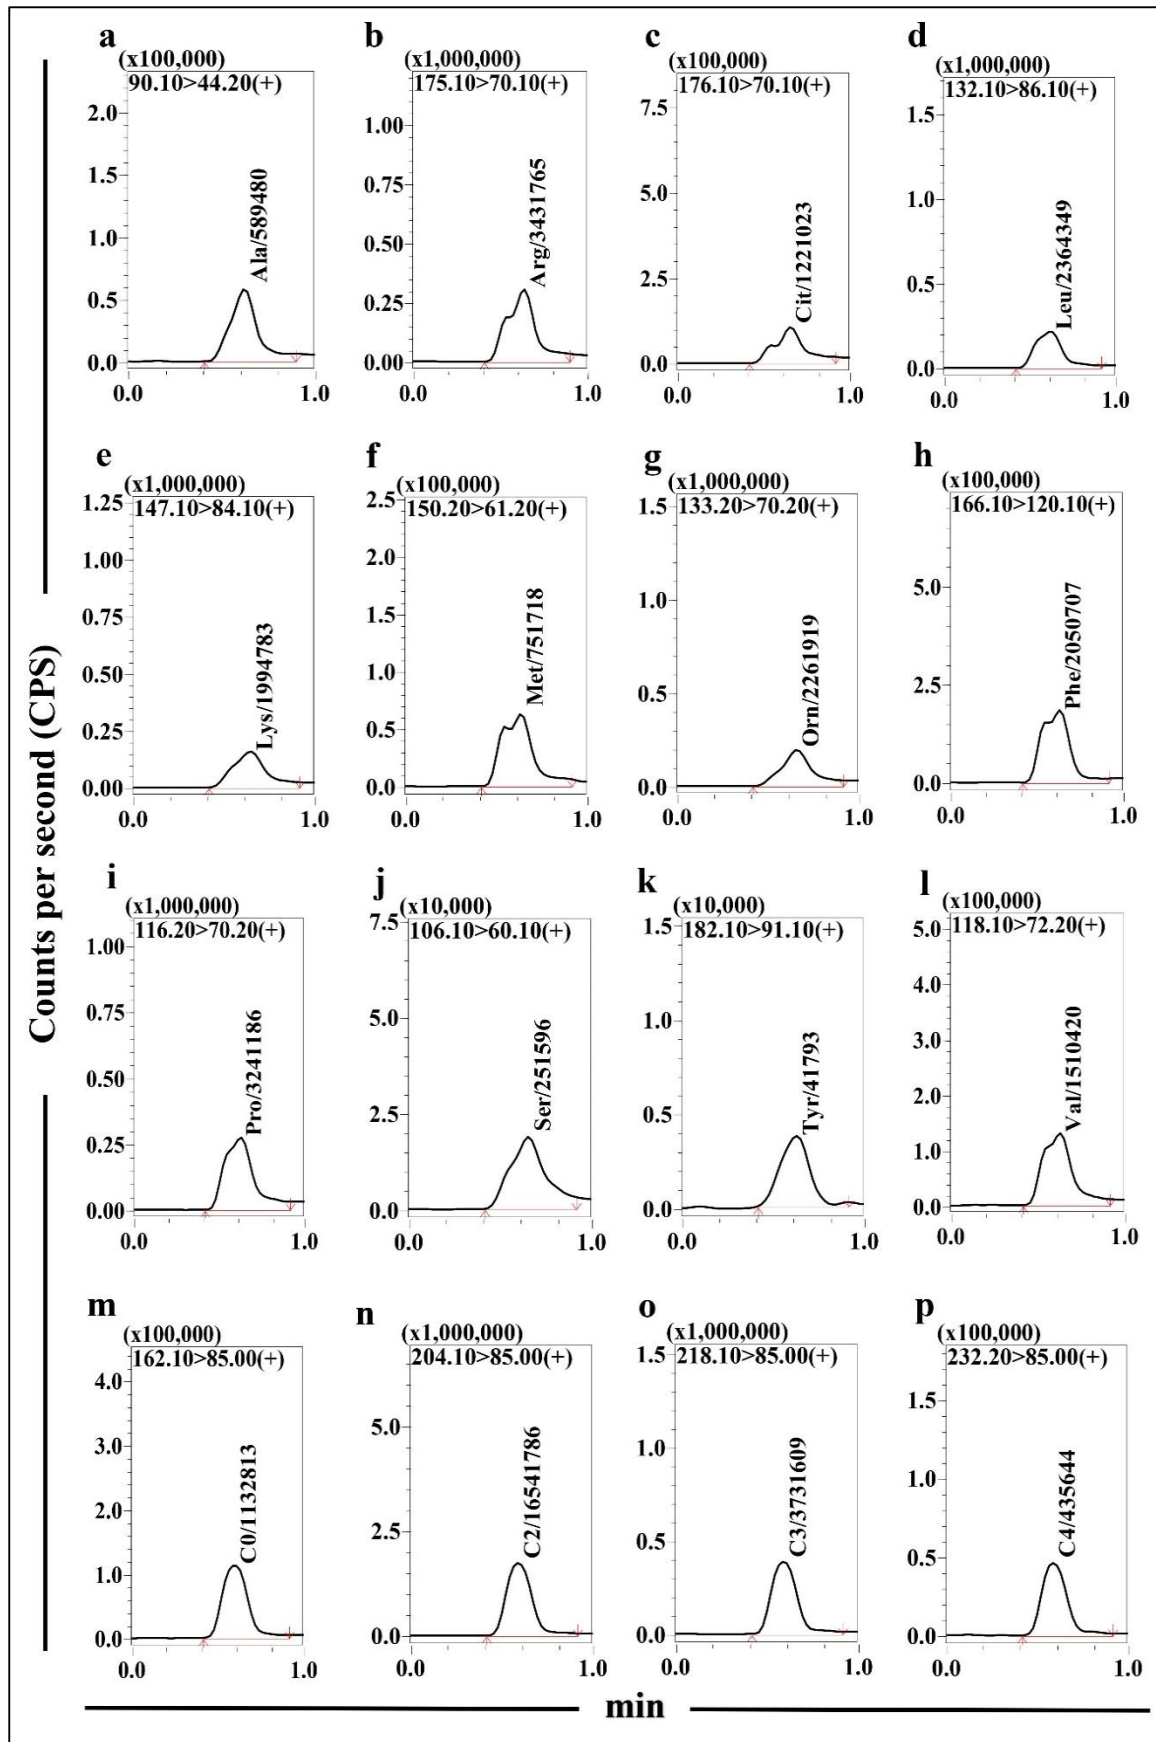 Counts per second (CPS)
a
(x100,000)
90.10>44.20(+)
2.0
1.5
1.0
0.5
0.0
Ala/589480
0.0 1.0
b
(x1,000,000)
175.10>70.10(+)
1.00
0.75
0.50
0.25
0.00
Arg/3431765
0.0 1.0
c
(x100,000)
176.10>70.10(+)
7.5
5.0
2.5
0.0
Cit/1221023
0.0 1.0
d
(x1,000,000)
132.10>86.10(+)
1.5
1.0
0.5
0.0
Leu/2364349
0.0 1.0
e
(x1,000,000)
147.10>84.10(+)
1.25
1.00
0.75
0.50
0.25
0.00
Lys/1994783
0.0 1.0
f
(x100,000)
150.20>61.20(+)
2.5
2.0
1.5
1.0
0.5
0.0
Met/751718
0.0 1.0
g
(x1,000,000)
133.20>70.20(+)
1.5
1.0
0.5
0.0
Orn/2261919
0.0 1.0
h
(x100,000)
166.10>120.10(+)
5.0
2.5
0.0
Phe/2050707
0.0 1.0
i
(x1,000,000)
116.20>70.20(+)
1.00
0.75
0.50
0.25
0.00
Pro/3241186
0.0 1.0
j
(x10,000)
106.10>60.10(+)
7.5
5.0
2.5
0.0
Ser/251596
0.0 1.0
k
(x10,000)
182.10>91.10(+)
1.5
1.0
0.5
0.0
Tyr/41793
0.0 1.0
l
(x100,000)
118.10>72.20(+)
5.0
4.0
3.0
2.0
1.0
0.0
Val/1510420
0.0 1.0
m
(x100,000)
162.10>85.00(+)
4.0
3.0
2.0
1.0
0.0
C0/1132813
0.0 1.0
n
(x1,000,000)
204.10>85.00(+)
5.0
2.5
0.0
C2/16541786
0.0 1.0
o
(x1,000,000)
218.10>85.00(+)
1.5
1.0
0.5
0.0
C3/3731609
0.0 1.0
p
(x100,000)
232.20>85.00(+)
1.5
1.0
0.5
0.0
C4/435644
0.0 1.0
min